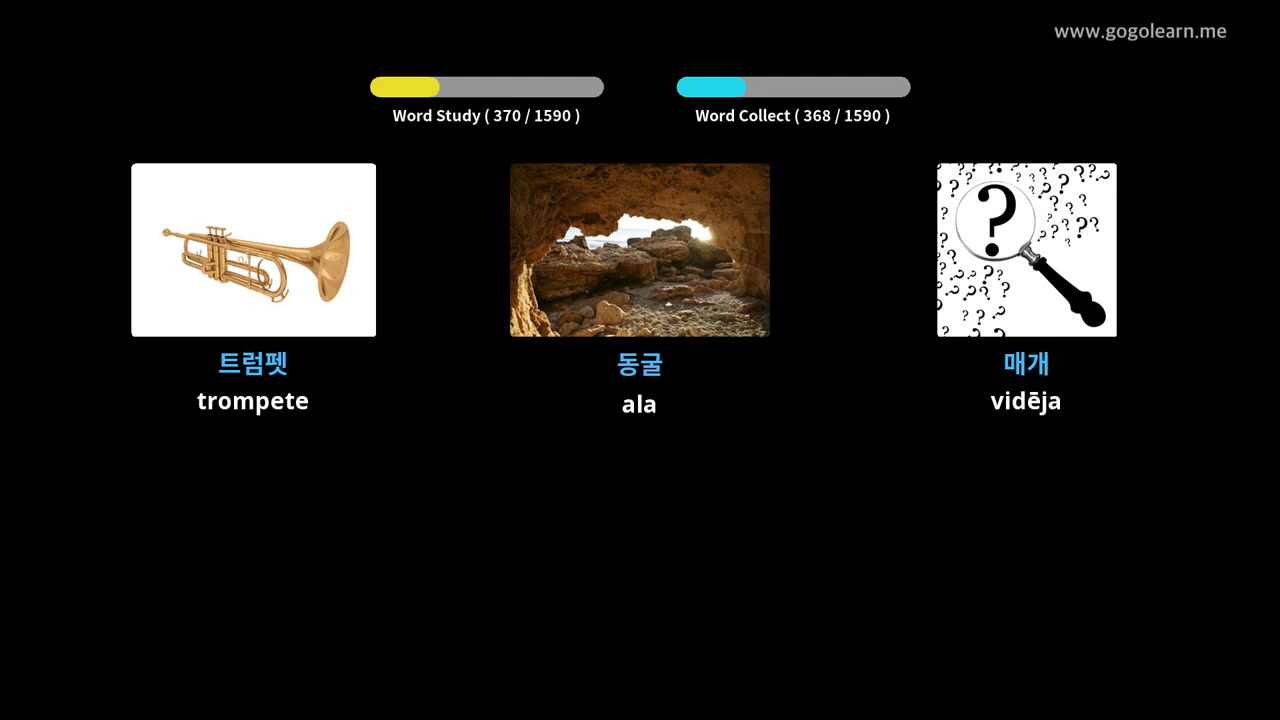 www.gogolearn.me
Word Study ( 370 / 1590 )
Word Collect ( 368 / 1590 )
트럼펫
trompete
동굴
ala
매개
vidēja